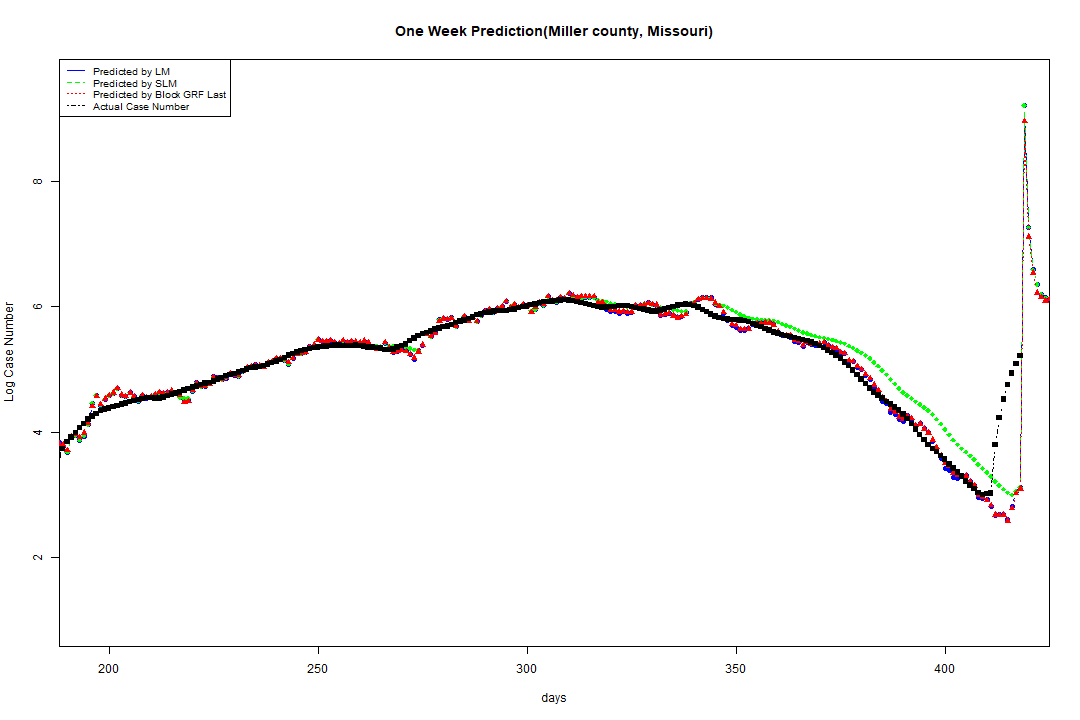 One Week Prediction(Miller county, Missouri)
Predicted by LM
Predicted by SLM
Predicted by Block GRF Last
Actual Case Number
8
6
4
2
Log Case Number
200 250 300 350 400
days